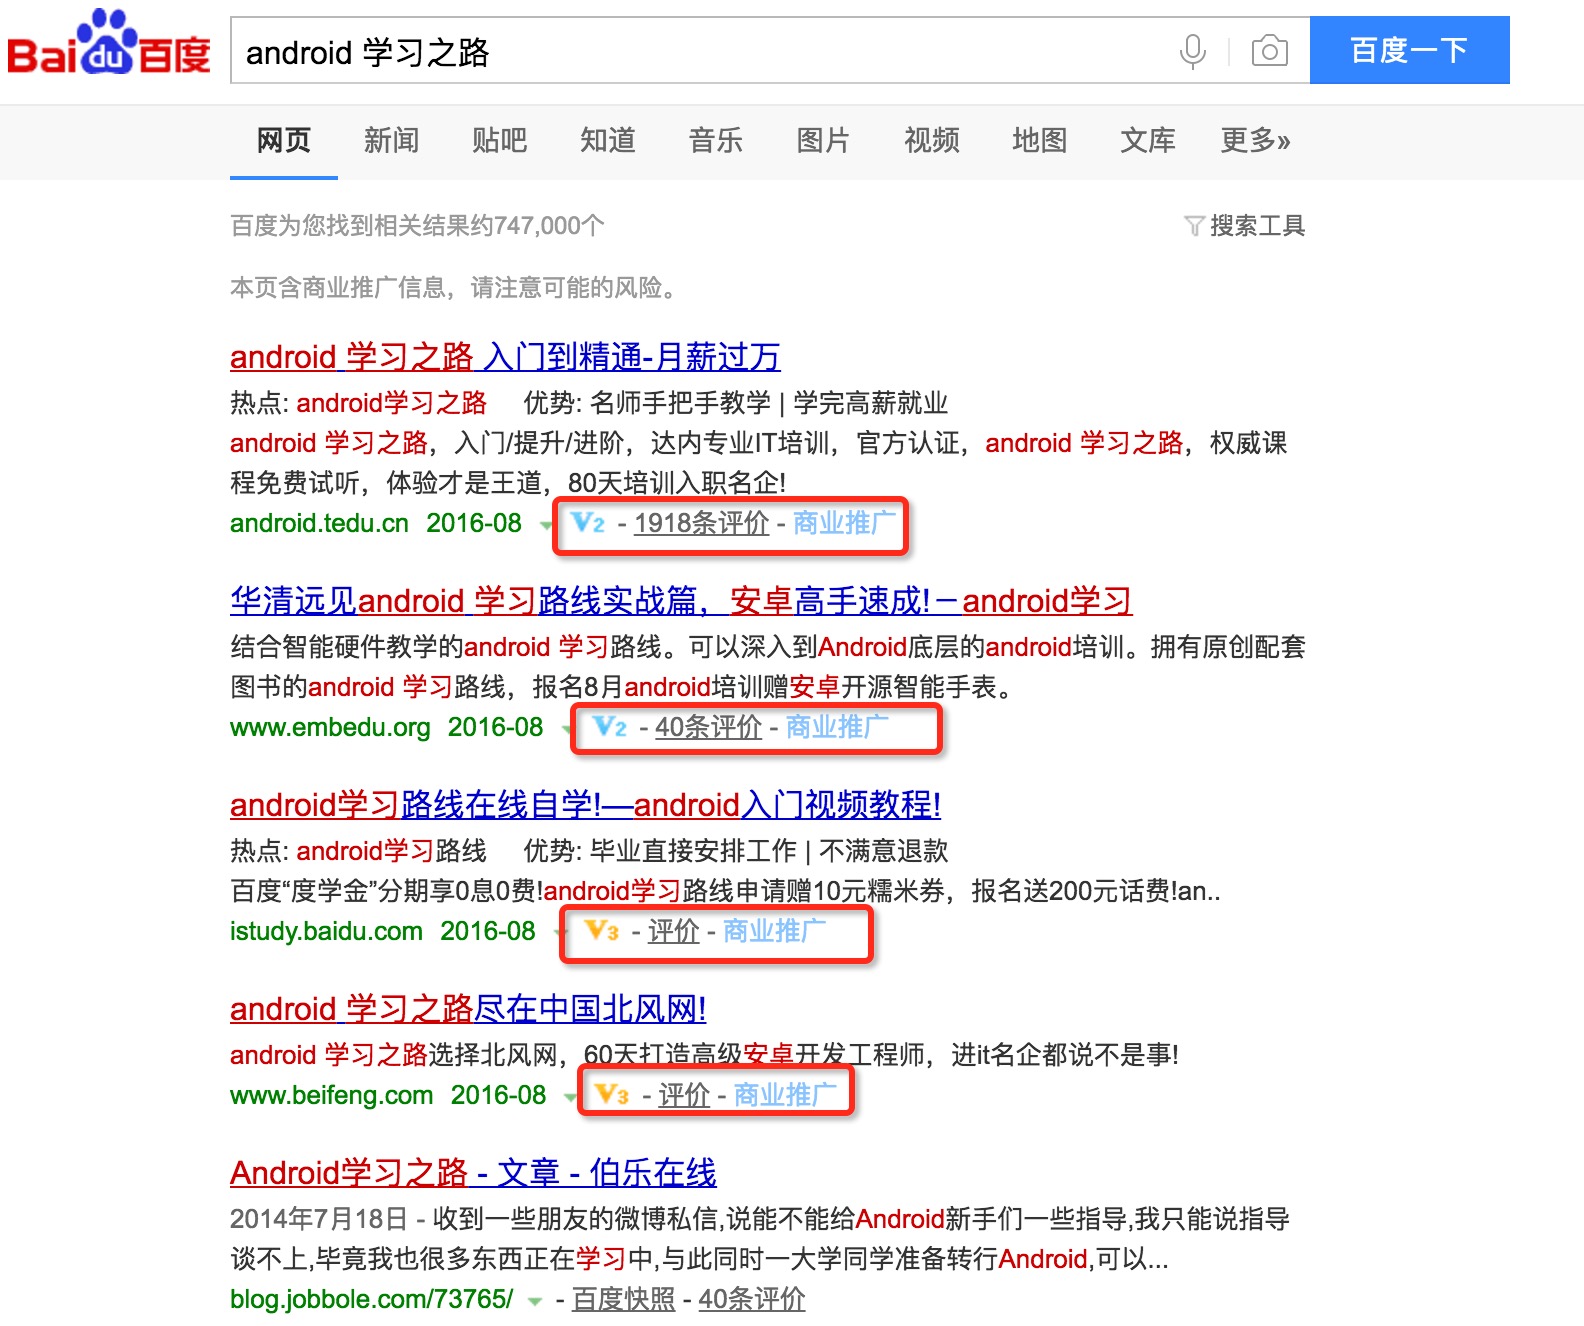 Bai du 百度
android 学习之路
百度一下
网页 新闻 贴吧 知道 音乐 图片 视频 地图 文库 更多»
百度为您找到相关结果约747,000个
搜索工具
本页含商业推广信息，请注意可能的风险。
android 学习之路 入门到精通-月薪过万
热点: android学习之路 优势: 名师手把手教学 | 学完高薪就业
android 学习之路，入门/提升/进阶，达内专业IT培训，官方认证，android 学习之路，权威课
程免费试听，体验才是王道，80天培训入职名企!
android.tedu.cn 2016-08 V2 - 1918条评价 - 商业推广
华清远见android 学习路线实战篇，安卓高手速成!－android学习
结合智能硬件教学的android 学习路线。可以深入到Android底层的android培训。拥有原创配套
图书的android 学习路线，报名8月android培训赠安卓开源智能手表。
www.embedu.org 2016-08 V2 - 40条评价 - 商业推广
android学习路线在线自学!—android入门视频教程!
热点: android学习路线 优势: 毕业直接安排工作 | 不满意退款
百度“度学金”分期享0息0费!android学习路线申请赠10元糯米券，报名送200元话费!an..
istudy.baidu.com 2016-08 V3 - 评价 - 商业推广
android 学习之路尽在中国北风网!
android 学习之路选择北风网，60天打造高级安卓开发工程师，进it名企都说不是事!
www.beifeng.com 2016-08 V3 - 评价 - 商业推广
Android学习之路 - 文章 - 伯乐在线
2014年7月18日 - 收到一些朋友的微博私信,说能不能给Android新手们一些指导,我只能说指导
谈不上,毕竟我也很多东西正在学习中,与此同时一大学同学准备转行Android,可以...
blog.jobbole.com/73765/ - 百度快照 - 40条评价